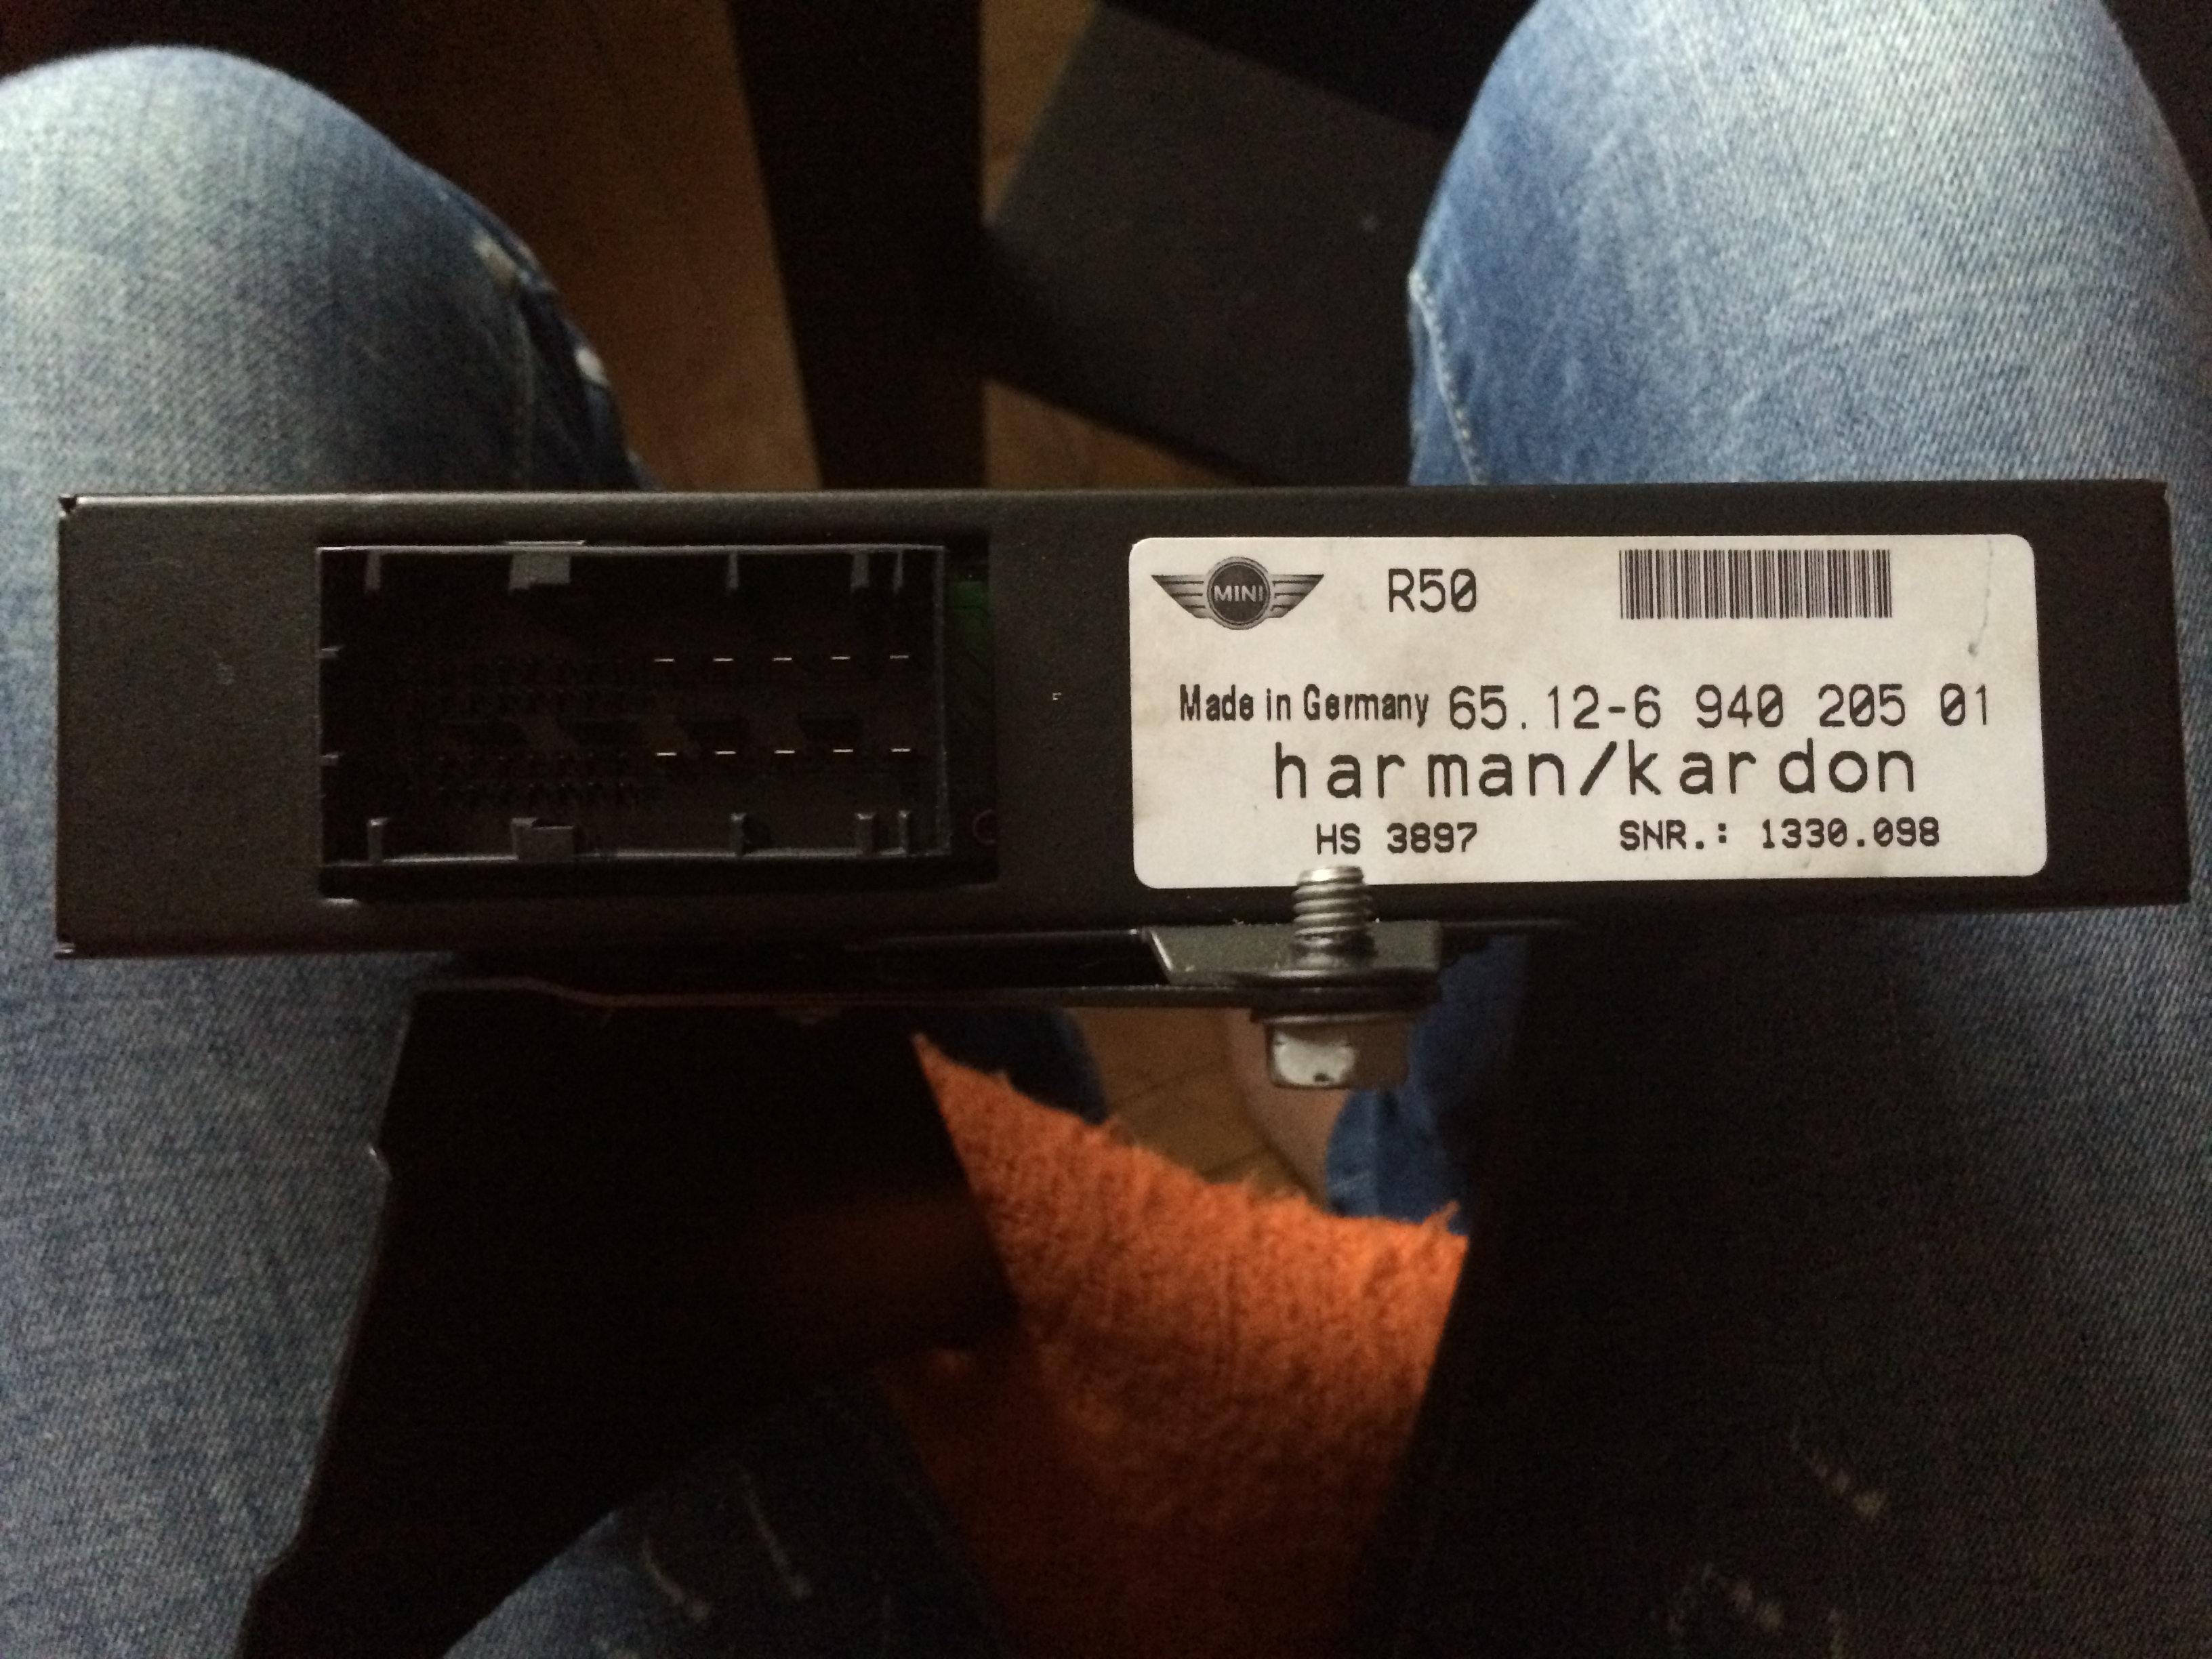 MINI R50
Made in Germany 65.12-6 940 205 01
harman/kardon
HS 3897 SNR.: 1330.098